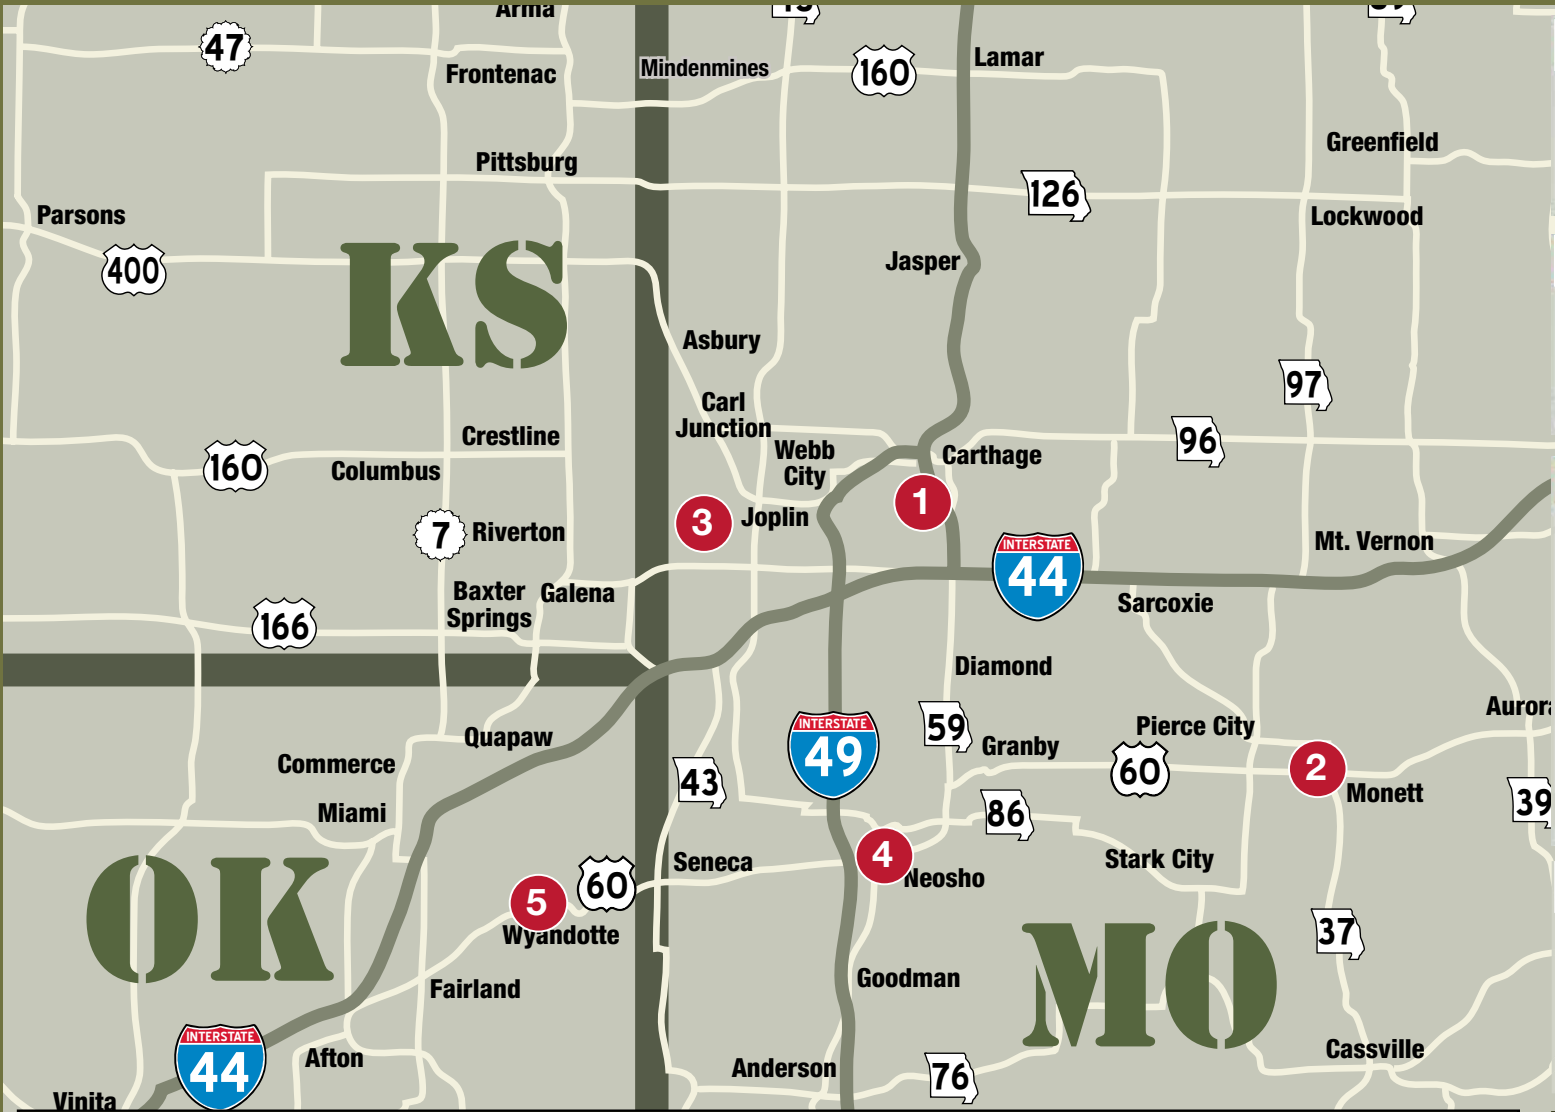 Arma
43
39
47
Frontenac
Mindenmines
160
Lamar
Greenfield
Pittsburg
126
Parsons
Lockwood
400
KS
Jasper
Asbury
97
Carl
Junction
Crestline
Webb
City
Carthage
96
160
Columbus
1
3
Joplin
7
Riverton
Mt. Vernon
INTERSTATE
44
Baxter
Springs
Galena
Sarcoxie
166
Diamond
Aurora
59
Pierce City
Quapaw
INTERSTATE
49
Granby
Commerce
60
2
43
Monett
39
Miami
86
4
Seneca
Stark City
OK
60
Neosho
5
Wyandotte
37
MO
Fairland
Goodman
INTERSTATE
44
Afton
Cassville
Anderson
76
Vinita